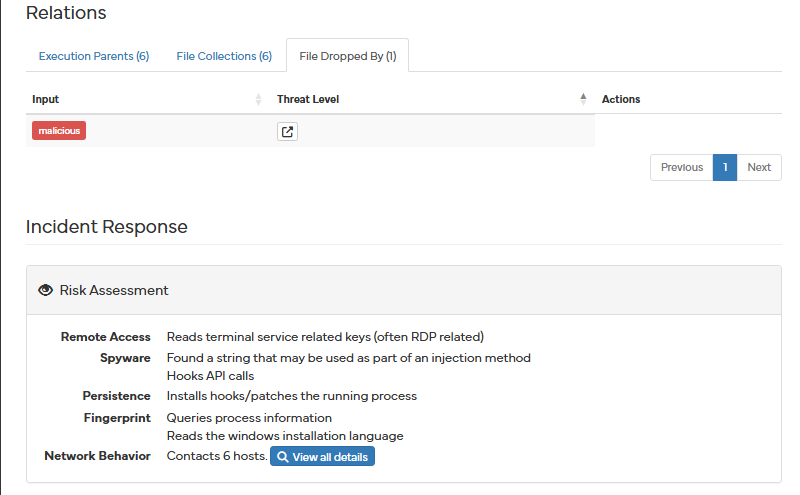 Relations
Execution Parents (6) File Collections (6) File Dropped By (1)
Input Threat Level Actions
malicious
Previous 1 Next
Incident Response
Risk Assessment
Remote Access Reads terminal service related keys (often RDP related)
Spyware Found a string that may be used as part of an injection method
Hooks API calls
Persistence Installs hooks/patches the running process
Fingerprint Queries process information
Reads the windows installation language
Network Behavior Contacts 6 hosts. View all details